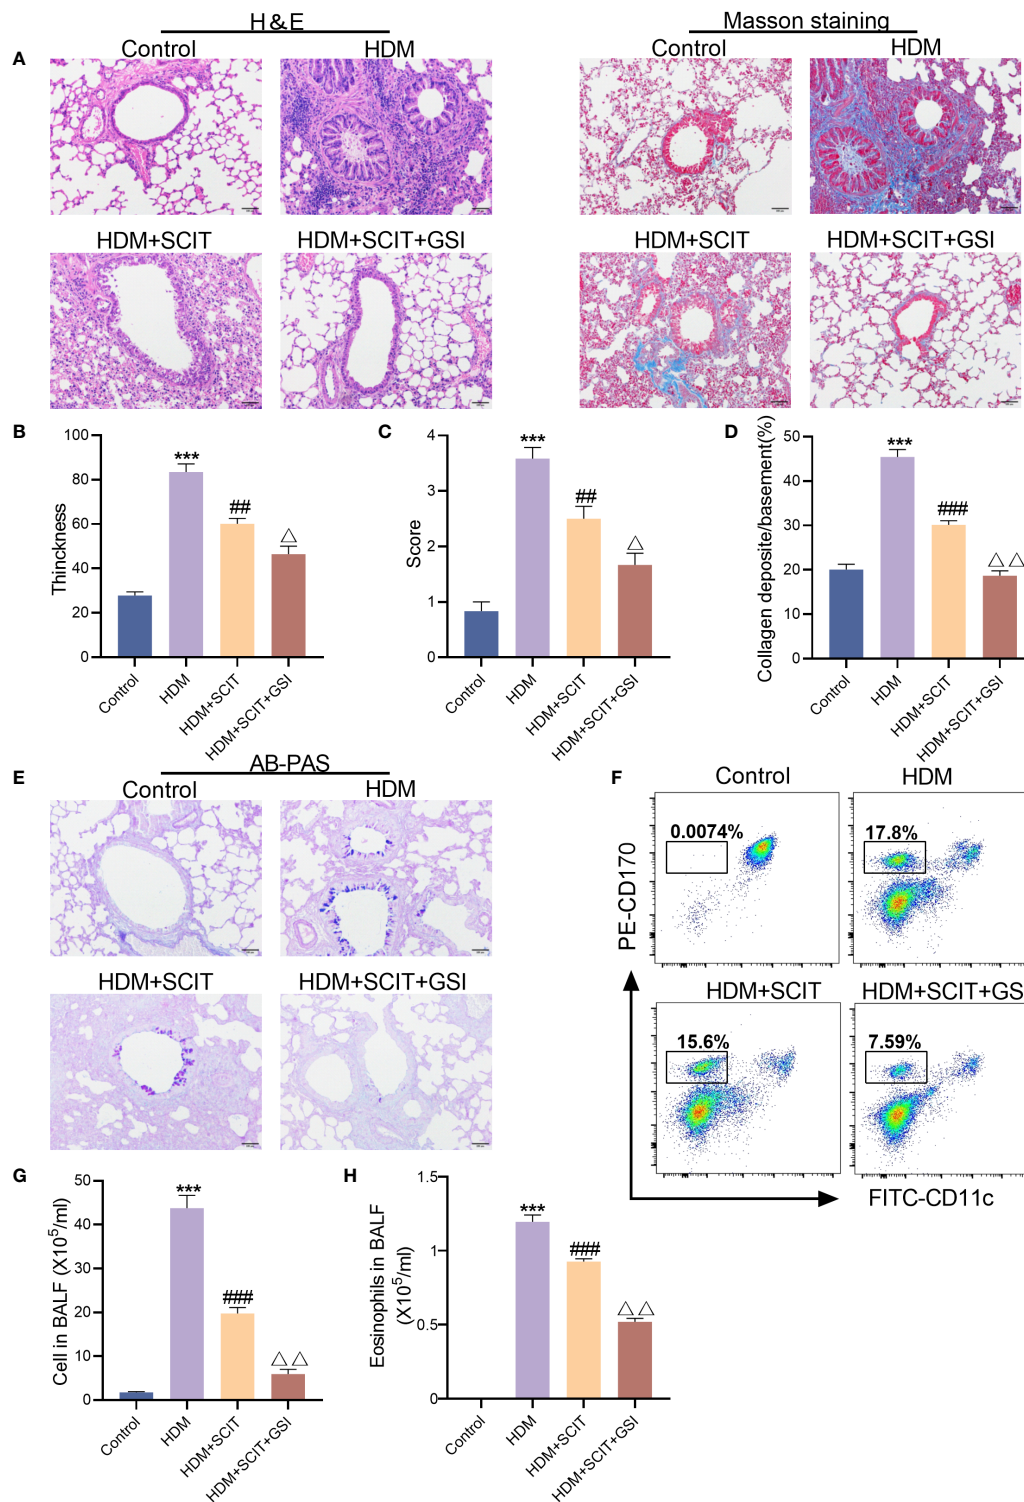 H&E
Masson staining
A
Control
HDM
Control
HDM
HDM+SCIT
HDM+SCIT+GSI
HDM+SCIT
HDM+SCIT+GSI
B
Thinckness
100
80
60
40
20
0
***
##
△
Control
HDM
HDM+SCIT
HDM+SCIT+GSI
C
Score
4
3
2
1
0
***
##
△
Control
HDM
HDM+SCIT
HDM+SCIT+GSI
D
Collagen deposite/basement(%)
50
40
30
20
10
0
***
###
△△
Control
HDM
HDM+SCIT
HDM+SCIT+GSI
E
AB-PAS
Control
HDM
HDM+SCIT
HDM+SCIT+GSI
F
Control
HDM
0.0074%
17.8%
PE-CD170
HDM+SCIT
HDM+SCIT+GS
15.6%
7.59%
FITC-CD11c
G
Cell in BALF (X10⁵/ml)
50
40
30
20
10
0
***
###
△△
Control
HDM
HDM+SCIT
HDM+SCIT+GSI
H
Eosinophils in BALF
(X10⁵/ml)
1.5
1
0.5
0
***
###
△△
Control
HDM
HDM+SCIT
HDM+SCIT+GSI